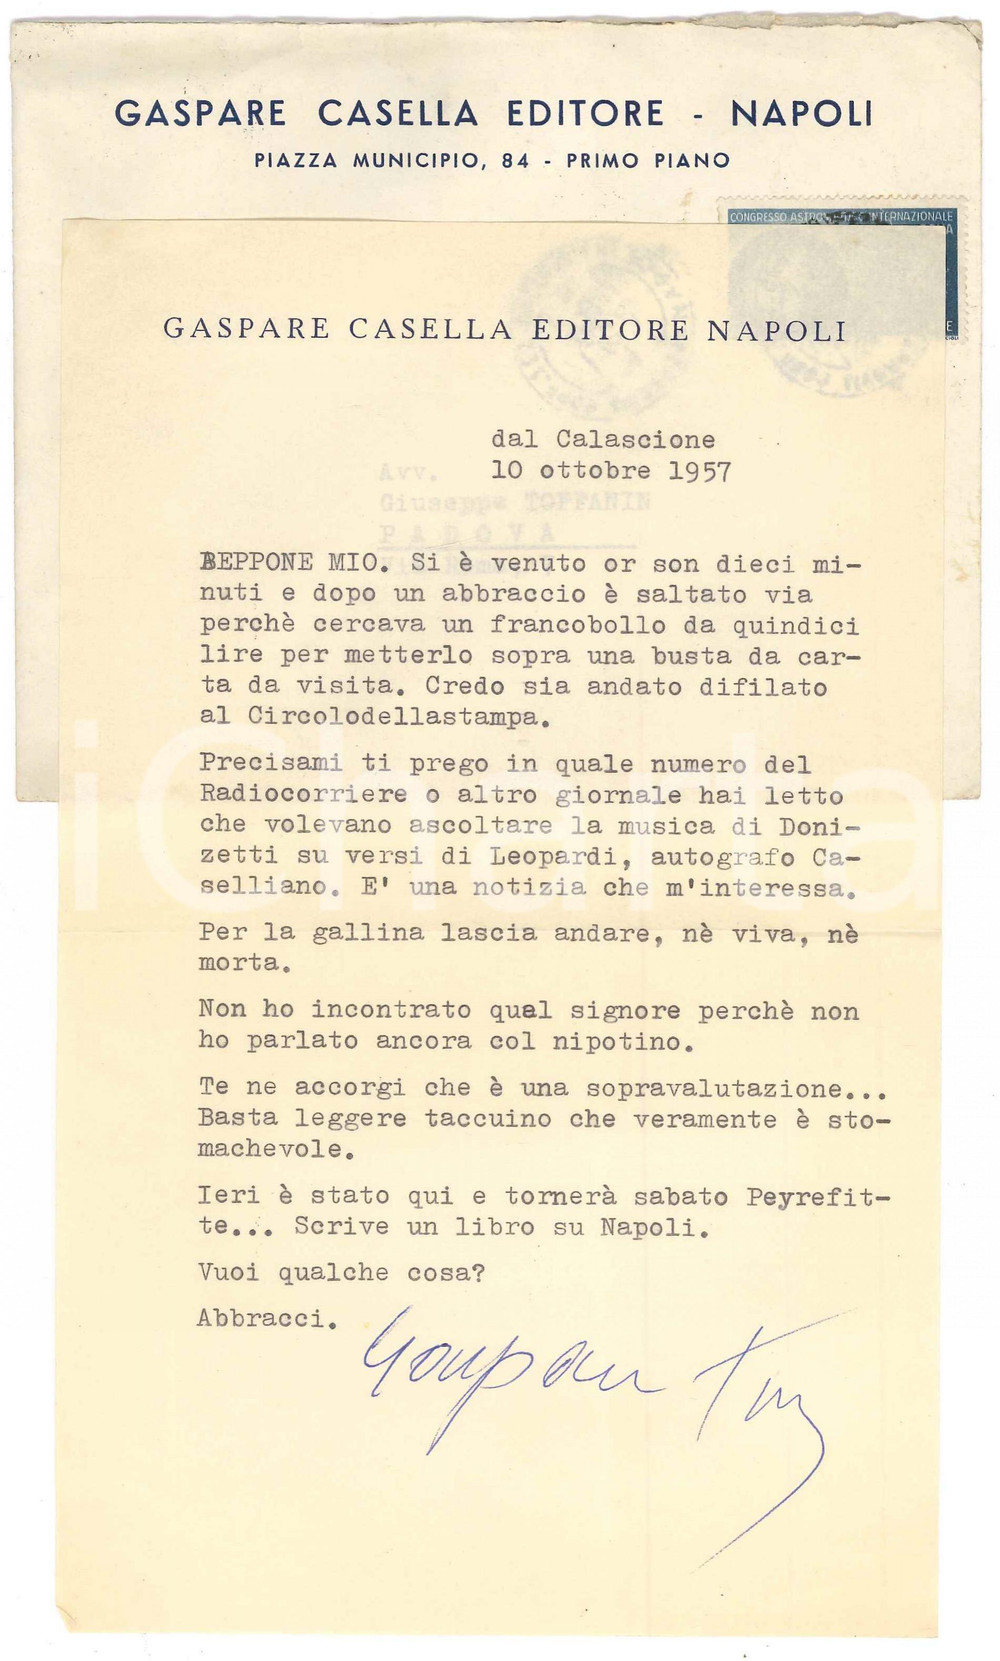 GASPARE CASELLA EDITORE - NAPOLI
PIAZZA MUNICIPIO, 84 - PRIMO PIANO
CONGRESSO INTERNAZIONALE
GASPARE CASELLA EDITORE NAPOLI
dal Calascione
10 ottobre 1957
Avv.
Giuseppe TOFFANIN
PADOVA
BEPPONE MIO. Si è venuto or son dieci mi-
nuti e dopo un abbraccio è saltato via
perchè cercava un francobollo da quindici
lire per metterlo sopra una busta da car-
ta da visita. Credo sia andato difilato
al Circolodellastampa.
Precisami ti prego in quale numero del
Radiocorriere o altro giornale hai letto
che volevano ascoltare la musica di Doni-
zetti su versi di Leopardi, autografo Ca-
selliano. E' una notizia che m'interessa.
Per la gallina lascia andare, nè viva, nè
morta.
Non ho incontrato qual signore perchè non
ho parlato ancora col nipotino.
Te ne accorgi che è una sopravalutazione...
Basta leggere taccuino che veramente è sto-
machevole.
Ieri è stato qui e tornerà sabato Peyrefit-
te... Scrive un libro su Napoli.
Vuoi qualche cosa?
Abbracci.
iCharta